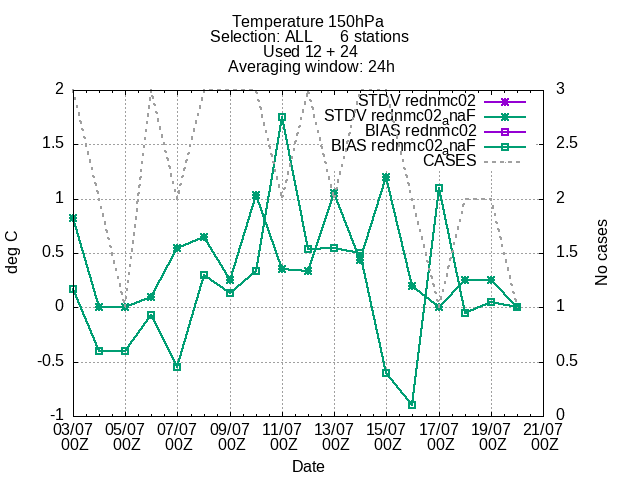 Temperature 150hPa
Selection: ALL 6 stations
Used 12 + 24
Averaging window: 24h
STDV rednmc02
STDV rednmc02anaF
BIAS rednmc02
BIAS rednmc02anaF
CASES
2
1.5
1
0.5
0
-0.5
-1
deg C
3
2.5
2
1.5
1
0.5
0
No cases
03/07 05/07 07/07 09/07 11/07 13/07 15/07 17/07 19/07 21/07
00Z 00Z 00Z 00Z 00Z 00Z 00Z 00Z 00Z 00Z
Date